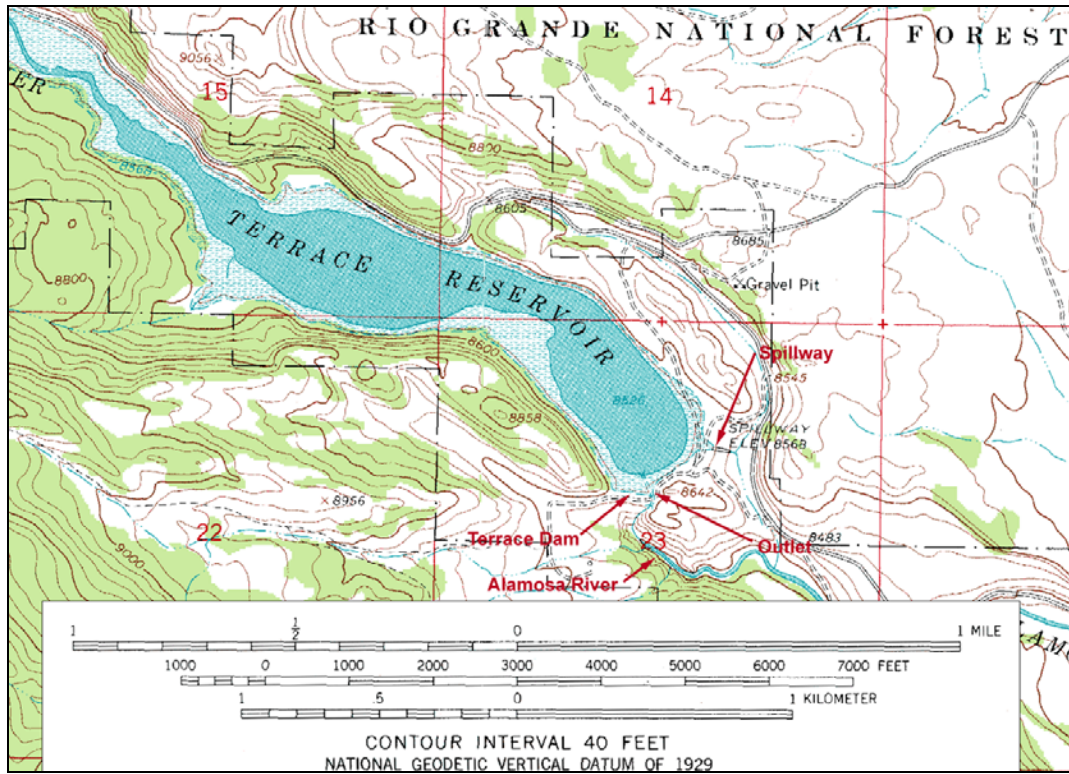 RIO GRANDE NATIONAL FOREST
9056
15
14
8800
8568
8605
TERRACE RESERVOIR
8685
8800
Gravel Pit
8600
Spillway
8545
8526
8858
SPILLWAY
ELEV 8568
8642
8956
22
Terrace Dam
23
Outlet
8483
9000
Alamosa River
1 1/2 0 1 MILE
1000 0 1000 2000 3000 4000 5000 6000 7000 FEET
1 .5 0 1 KILOMETER
CONTOUR INTERVAL 40 FEET
NATIONAL GEODETIC VERTICAL DATUM OF 1929